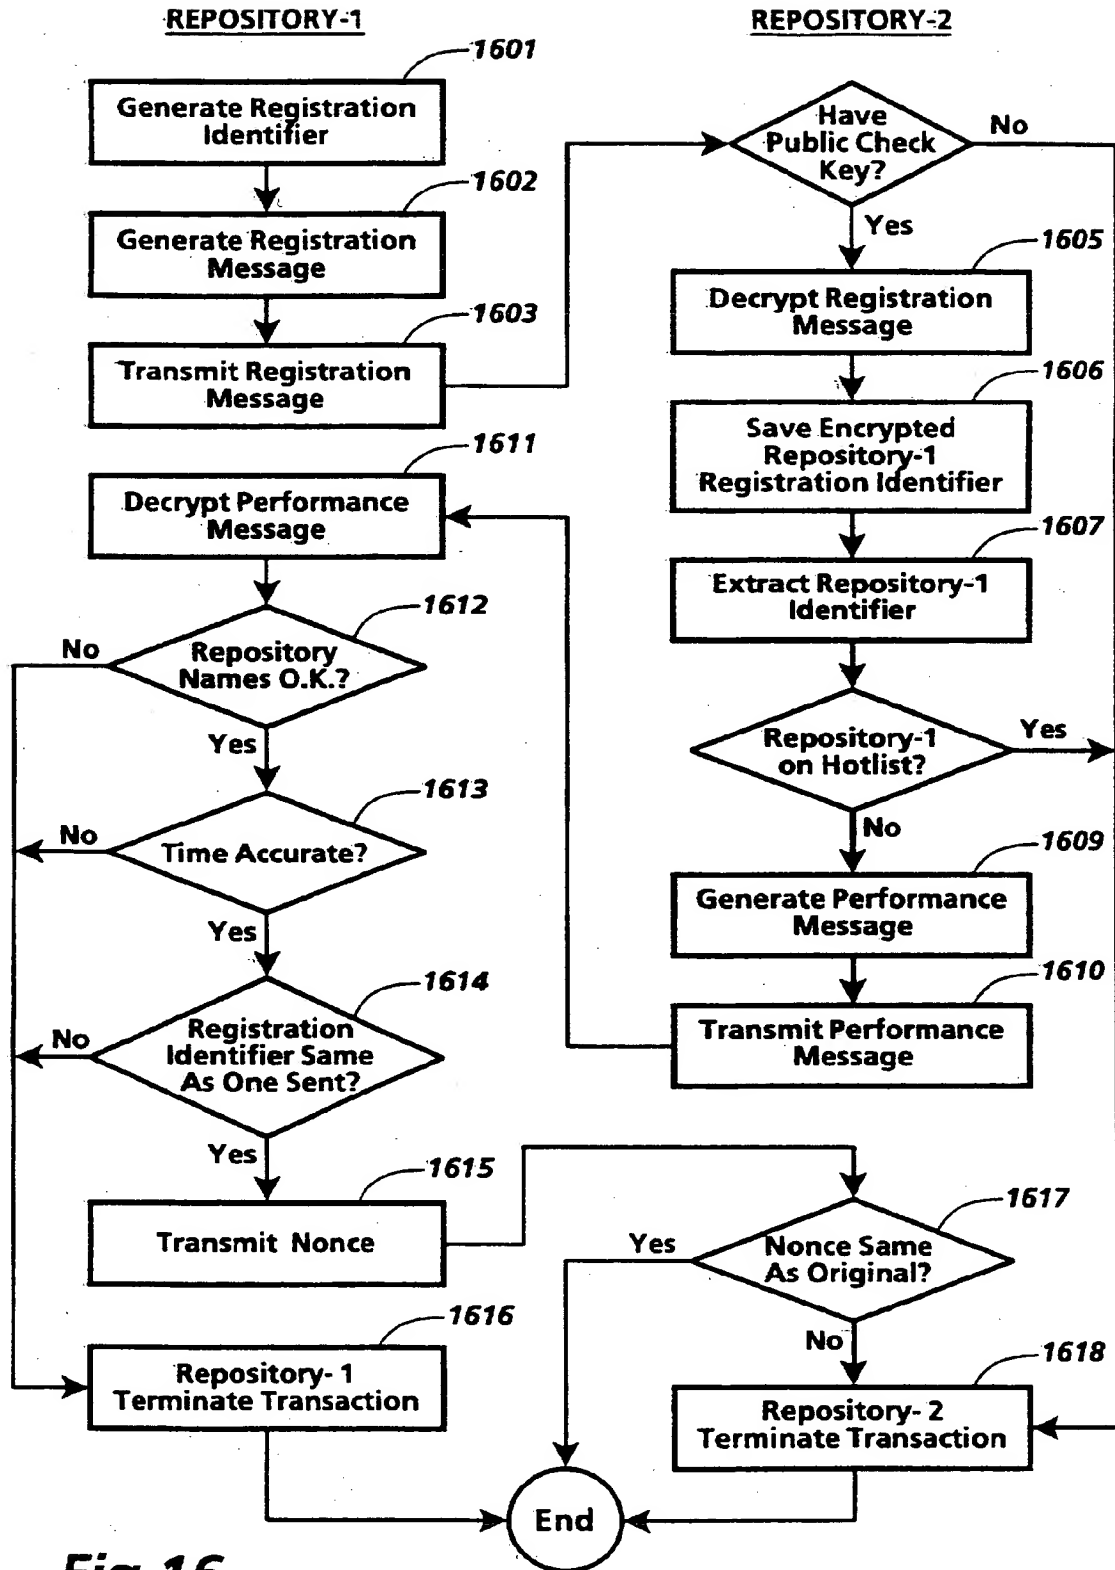 REPOSITORY-1
1601
Generate Registration
Identifier
1602
Generate Registration
Message
1603
Transmit Registration
Message
1611
Decrypt Performance
Message
1612
No
Repository
Names O.K.?
Yes
1613
No
Time Accurate?
Yes
1614
No
Registration
Identifier Same
As One Sent?
Yes
1615
Transmit Nonce
1616
Repository-1
Terminate Transaction
REPOSITORY-2
Have
Public Check
Key?
No
Yes
1605
Decrypt Registration
Message
1606
Save Encrypted
Repository-1
Registration Identifier
1607
Extract Repository-1
Identifier
Repository-1
on Hotlist?
Yes
No
1609
Generate Performance
Message
1610
Transmit Performance
Message
1617
Yes
Nonce Same
As Original?
No
1618
Repository-2
Terminate Transaction
End
Fig. 16